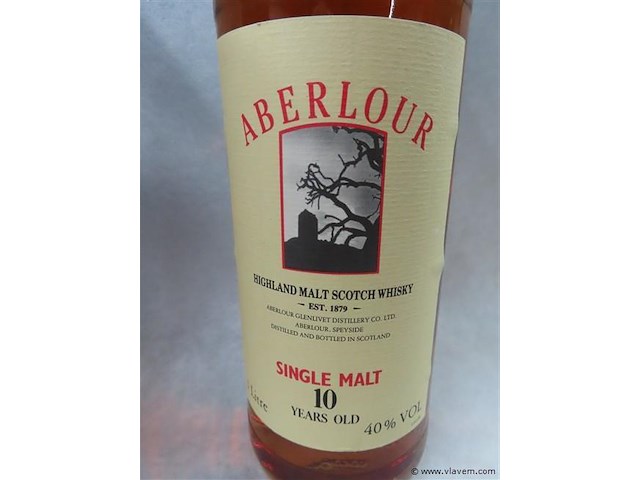 ABERLOUR
HIGHLAND MALT SCOTCH WHISKY
~ EST. 1879 ~
ABERLOUR GLENLIVET DISTILLERY CO. LTD.
ABERLOUR, SPEYSIDE
DISTILLED AND BOTTLED IN SCOTLAND
SINGLE MALT
10
YEARS OLD
Litre
40% VOL
© www.vlavem.com